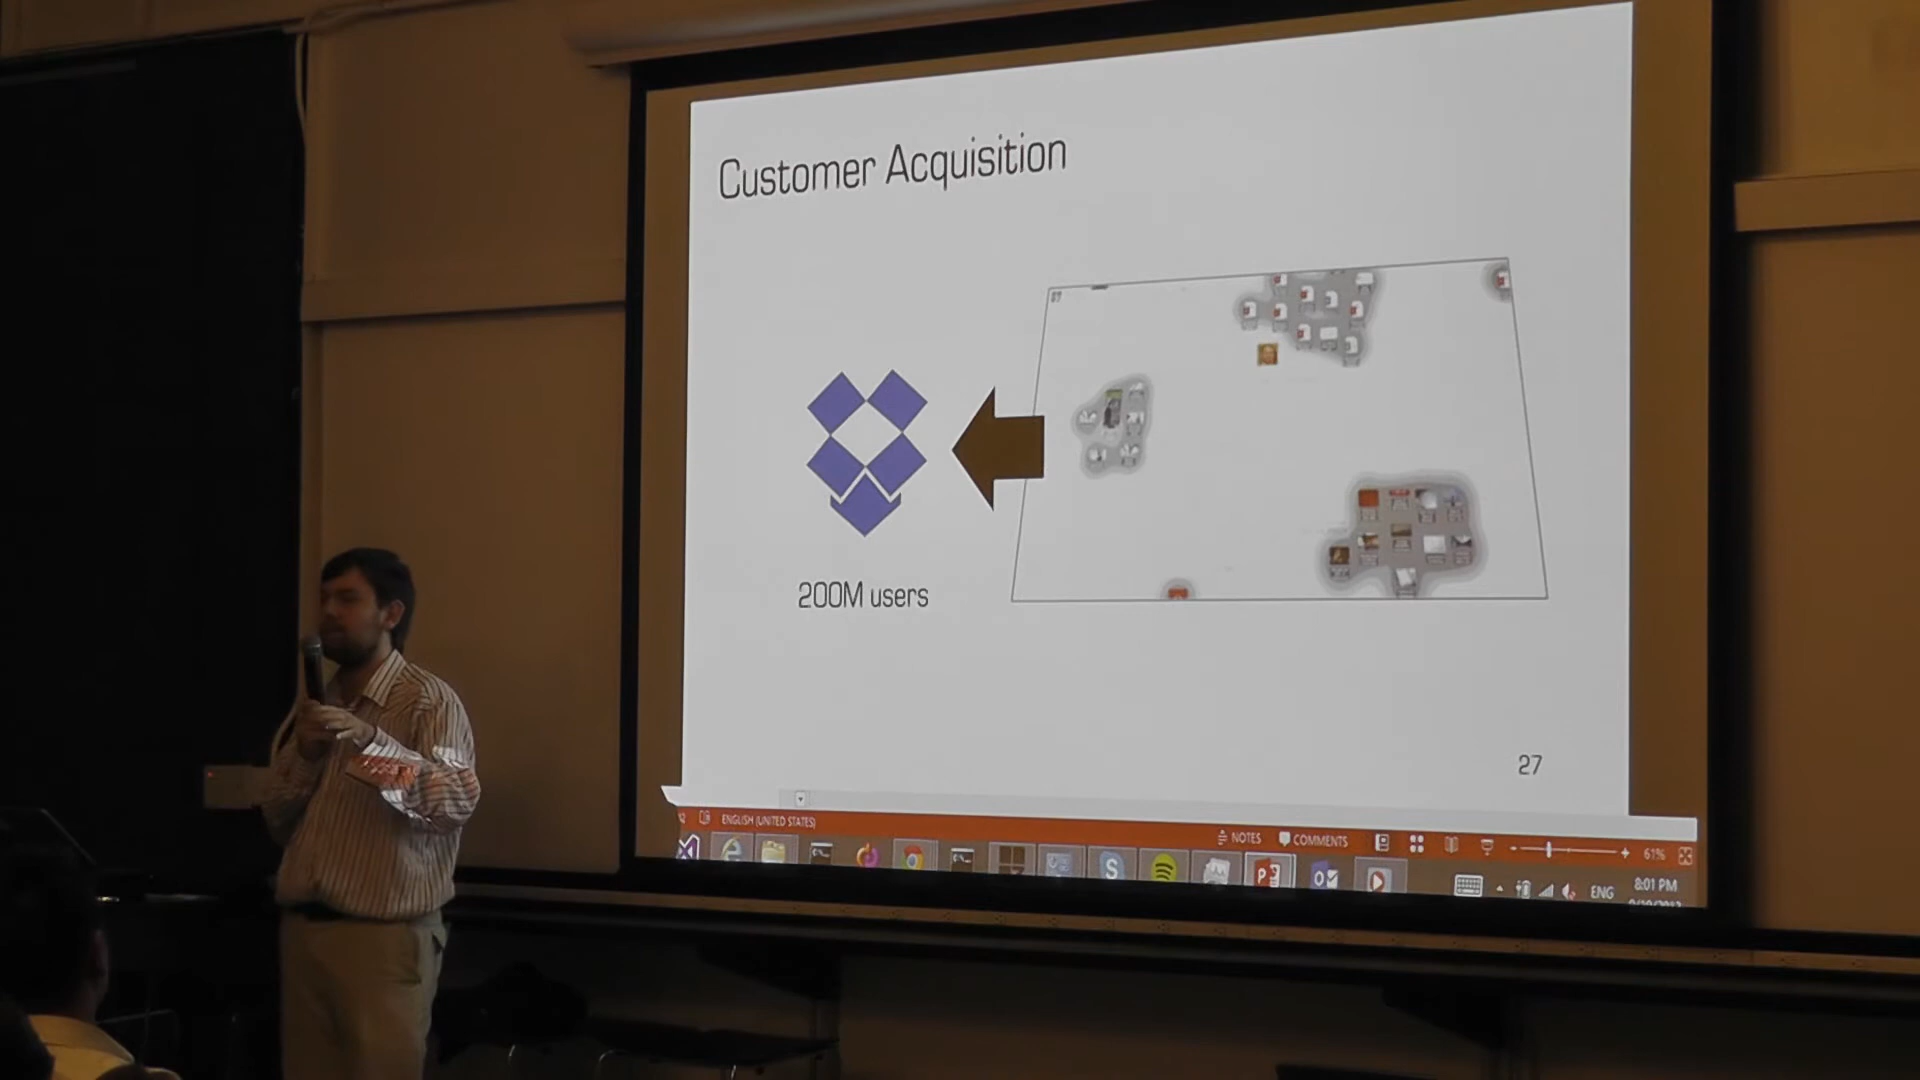 Customer Acquisition
200M users
27
ENGLISH (UNITED STATES)
NOTES
COMMENTS
61%
ENG
8:01 PM